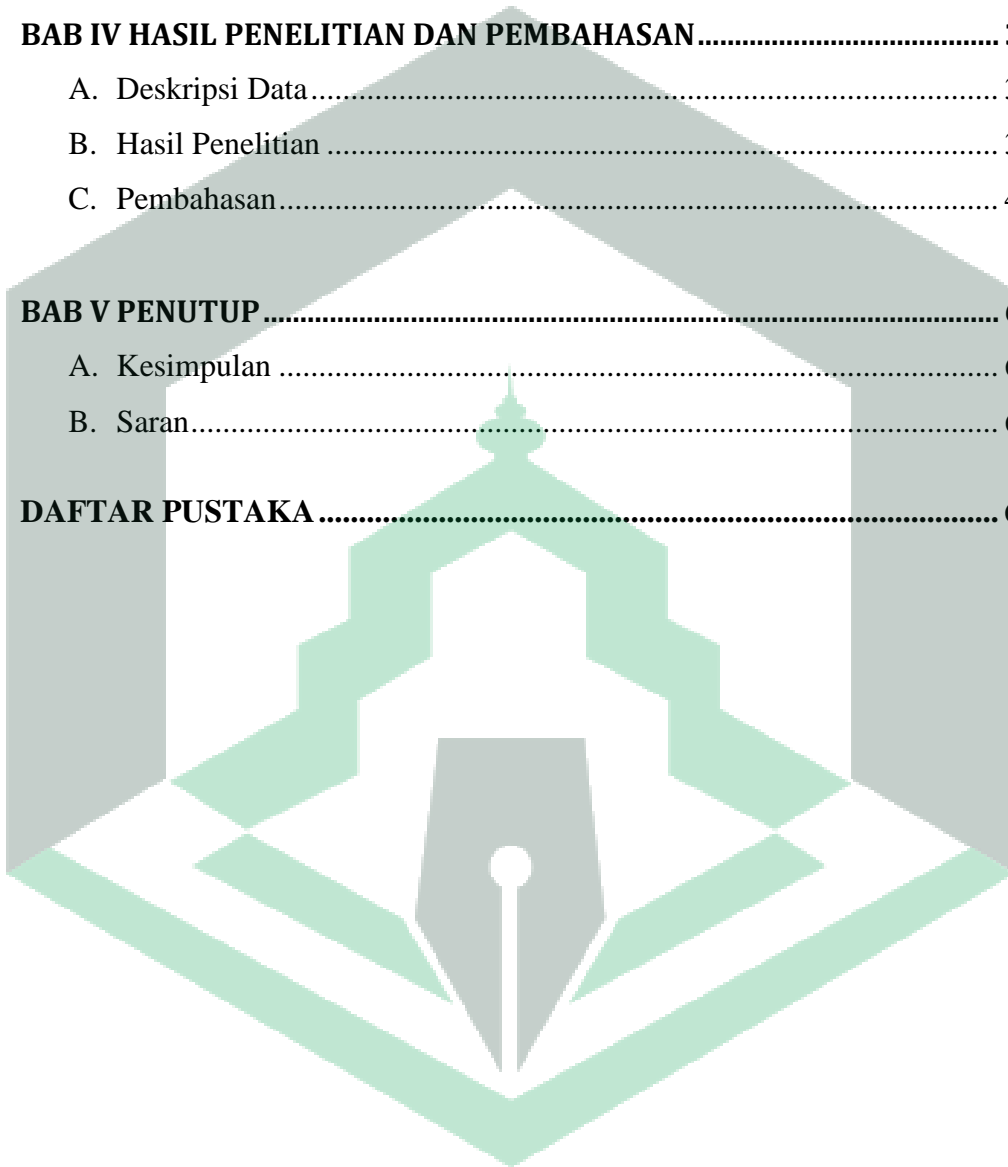 BAB IV HASIL PENELITIAN DAN PEMBAHASAN
A. Deskripsi Data
B. Hasil Penelitian
C. Pembahasan
BAB V PENUTUP
A. Kesimpulan
B. Saran
DAFTAR PUSTAKA